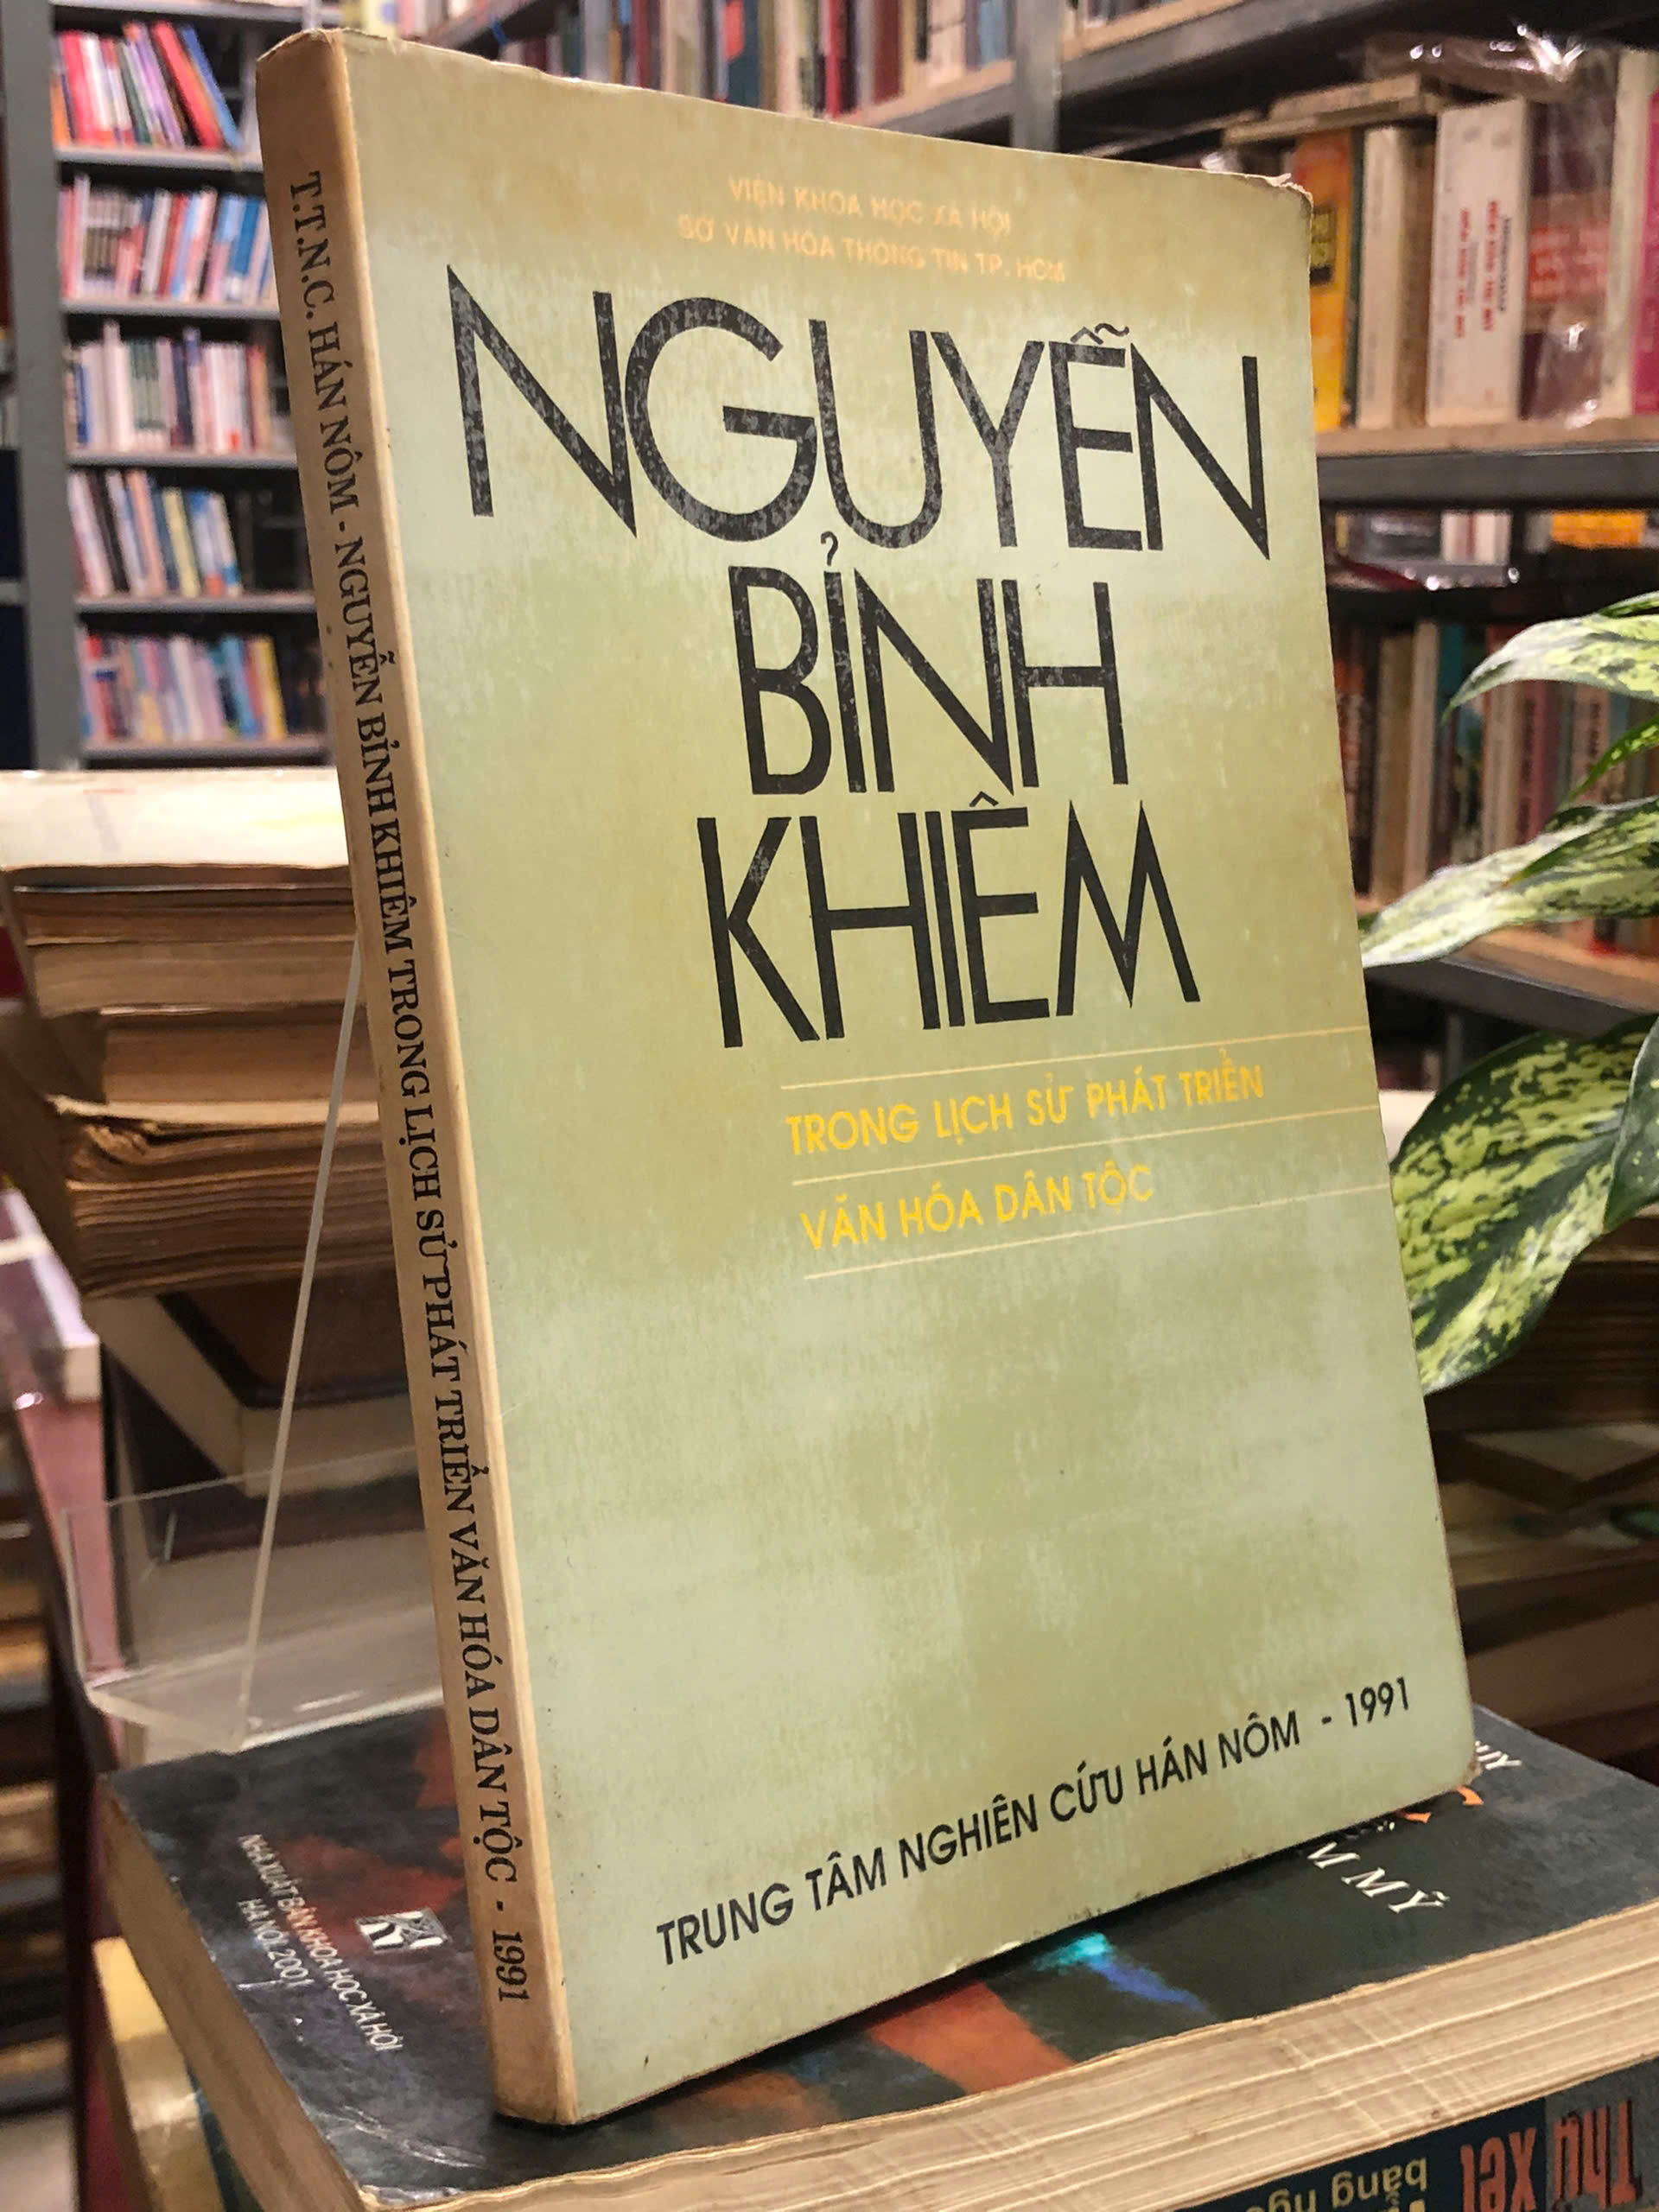 VIỆN KHOA HỌC XÃ HỘI
SỞ VĂN HÓA THÔNG TIN TP. HCM
NGUYỄN
BỈNH
KHIÊM
TRONG LỊCH SỬ PHÁT TRIỂN
VĂN HÓA DÂN TỘC
TRUNG TÂM NGHIÊN CỨU HÁN NÔM - 1991
T.T.N.C. HÁN NÔM - NGUYỄN BỈNH KHIÊM TRONG LỊCH SỬ PHÁT TRIỂN VĂN HÓA DÂN TỘC - 1991
NHÀ XUẤT BẢN KHOA HỌC XÃ HỘI
HÀ NỘI. 2001
M MỸ